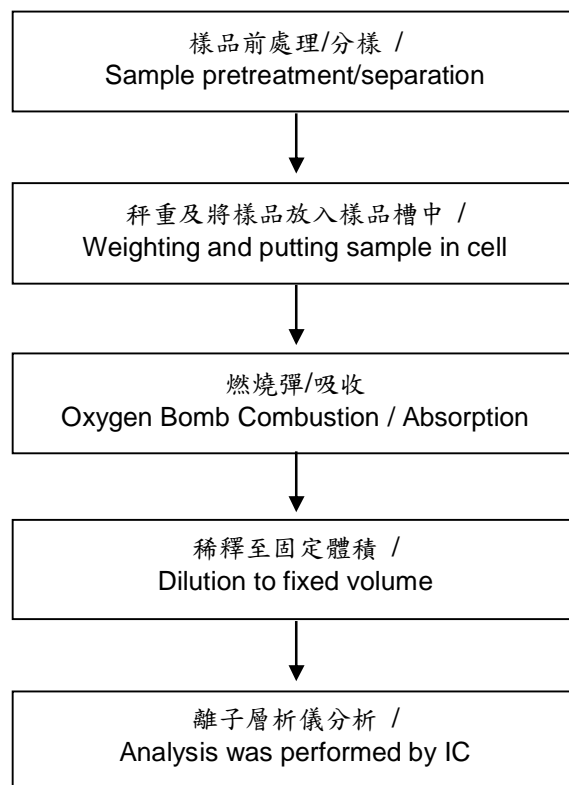 樣品前處理/分樣 /
Sample pretreatment/separation
秤重及將樣品放入樣品槽中 /
Weighting and putting sample in cell
燃燒彈/吸收
Oxygen Bomb Combustion / Absorption
稀釋至固定體積 /
Dilution to fixed volume
離子層析儀分析 /
Analysis was performed by IC